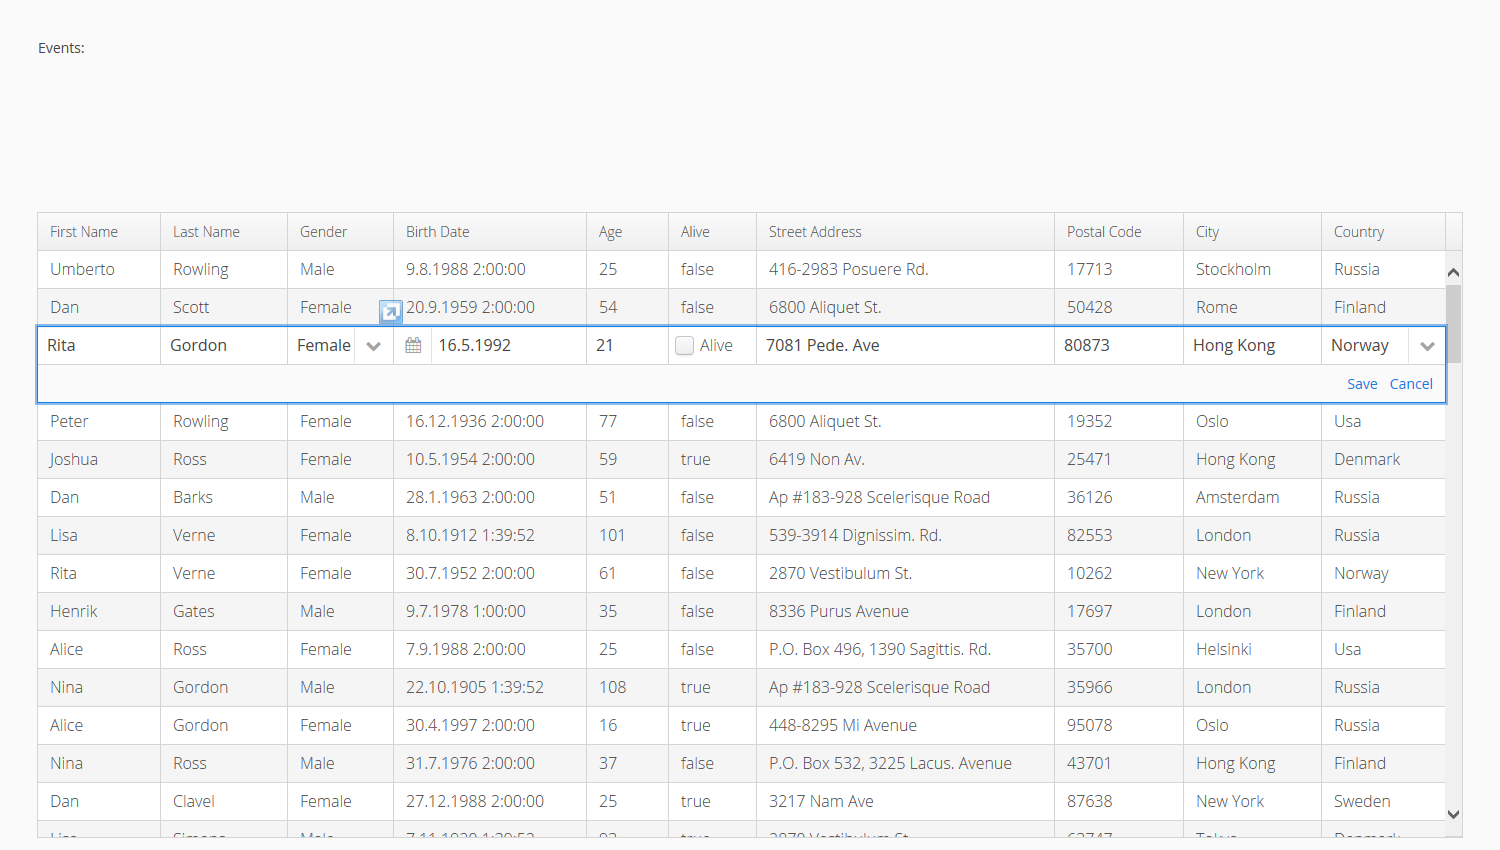 Events:
First Name Last Name Gender Birth Date Age Alive Street Address Postal Code City Country
Umberto Rowling Male 9.8.1988 2:00:00 25 false 416-2983 Posuere Rd. 17713 Stockholm Russia
Dan Scott Female 20.9.1959 2:00:00 54 false 6800 Aliquet St. 50428 Rome Finland
Rita Gordon Female 16.5.1992 21 Alive 7081 Pede. Ave 80873 Hong Kong Norway
Save Cancel
Peter Rowling Female 16.12.1936 2:00:00 77 false 6800 Aliquet St. 19352 Oslo Usa
Joshua Ross Female 10.5.1954 2:00:00 59 true 6419 Non Av. 25471 Hong Kong Denmark
Dan Barks Male 28.1.1963 2:00:00 51 false Ap #183-928 Scelerisque Road 36126 Amsterdam Russia
Lisa Verne Female 8.10.1912 1:39:52 101 false 539-3914 Dignissim. Rd. 82553 London Russia
Rita Verne Female 30.7.1952 2:00:00 61 false 2870 Vestibulum St. 10262 New York Norway
Henrik Gates Male 9.7.1978 1:00:00 35 false 8336 Purus Avenue 17697 London Finland
Alice Ross Female 7.9.1988 2:00:00 25 false P.O. Box 496, 1390 Sagittis. Rd. 35700 Helsinki Usa
Nina Gordon Male 22.10.1905 1:39:52 108 true Ap #183-928 Scelerisque Road 35966 London Russia
Alice Gordon Female 30.4.1997 2:00:00 16 true 448-8295 Mi Avenue 95078 Oslo Russia
Nina Ross Male 31.7.1976 2:00:00 37 false P.O. Box 532, 3225 Lacus. Avenue 43701 Hong Kong Finland
Dan Clavel Female 27.12.1988 2:00:00 25 true 3217 Nam Ave 87638 New York Sweden